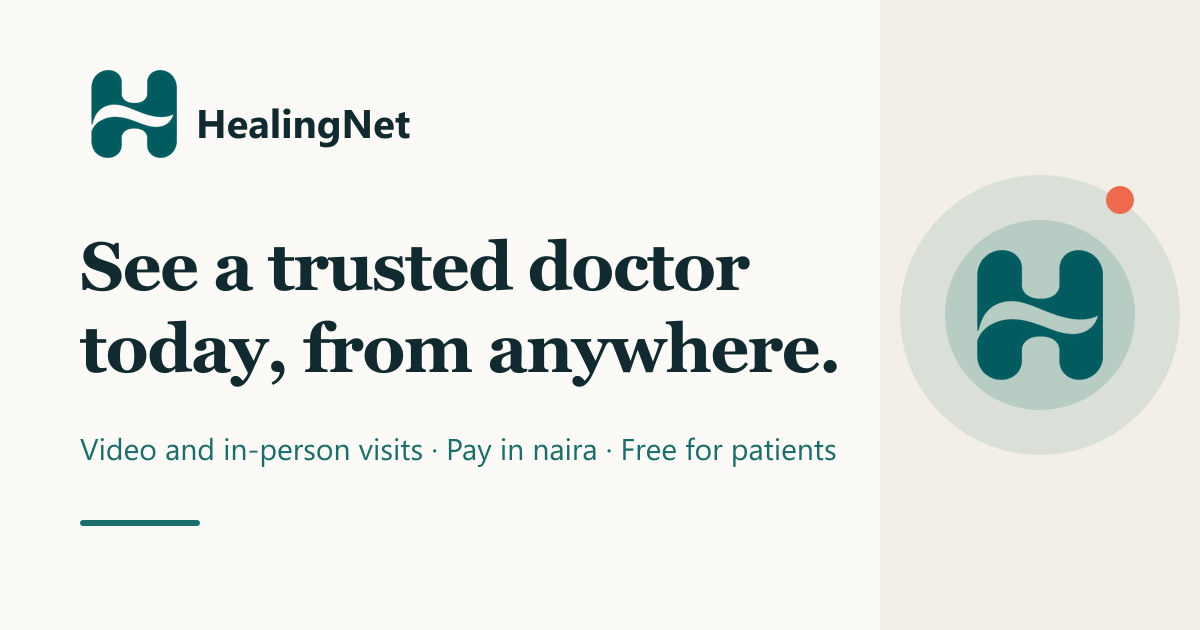 HealingNet
See a trusted doctor
today, from anywhere.
Video and in-person visits · Pay in naira · Free for patients